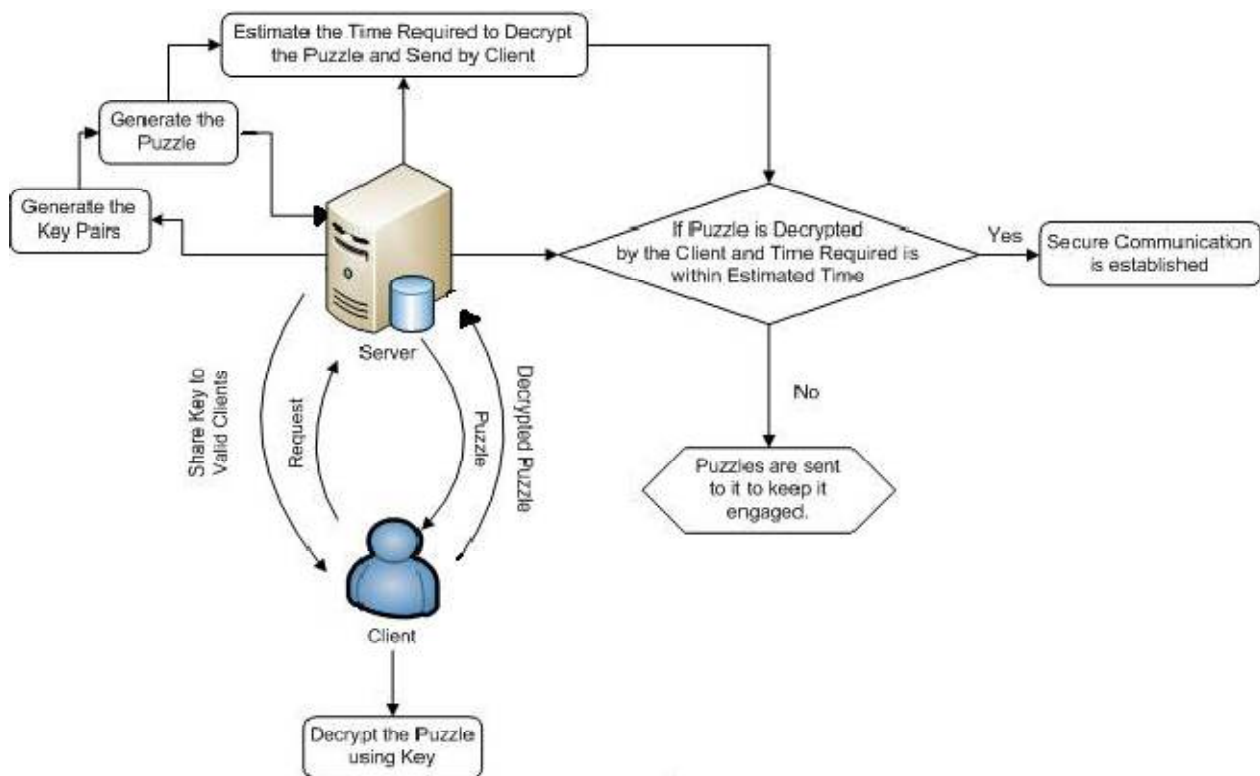 Estimate the Time Required to Decrypt
the Puzzle and Send by Client
Generate the
Puzzle
Generate the
Key Pairs
If Puzzle is Decrypted
by the Client and Time Required is
within Estimated Time
Yes
Secure Communication
is established
Server
No
Share Key to
Valid Clients
Request
Puzzle
Decrypted Puzzle
Puzzles are sent
to it to keep it
engaged.
Client
Decrypt the Puzzle
using Key